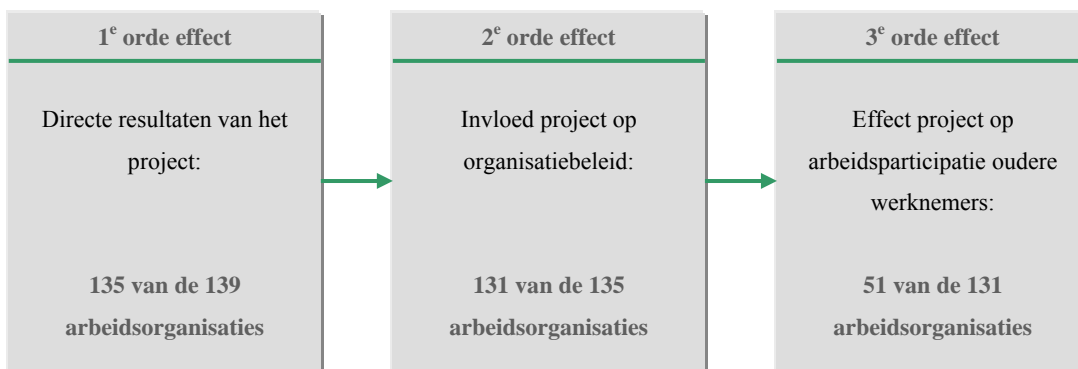 1e orde effect
Directe resultaten van het
project:
135 van de 139
arbeidsorganisaties
2e orde effect
Invloed project op
organisatiebeleid:
131 van de 135
arbeidsorganisaties
3e orde effect
Effect project op
arbeidsparticipatie oudere
werknemers:
51 van de 131
arbeidsorganisaties